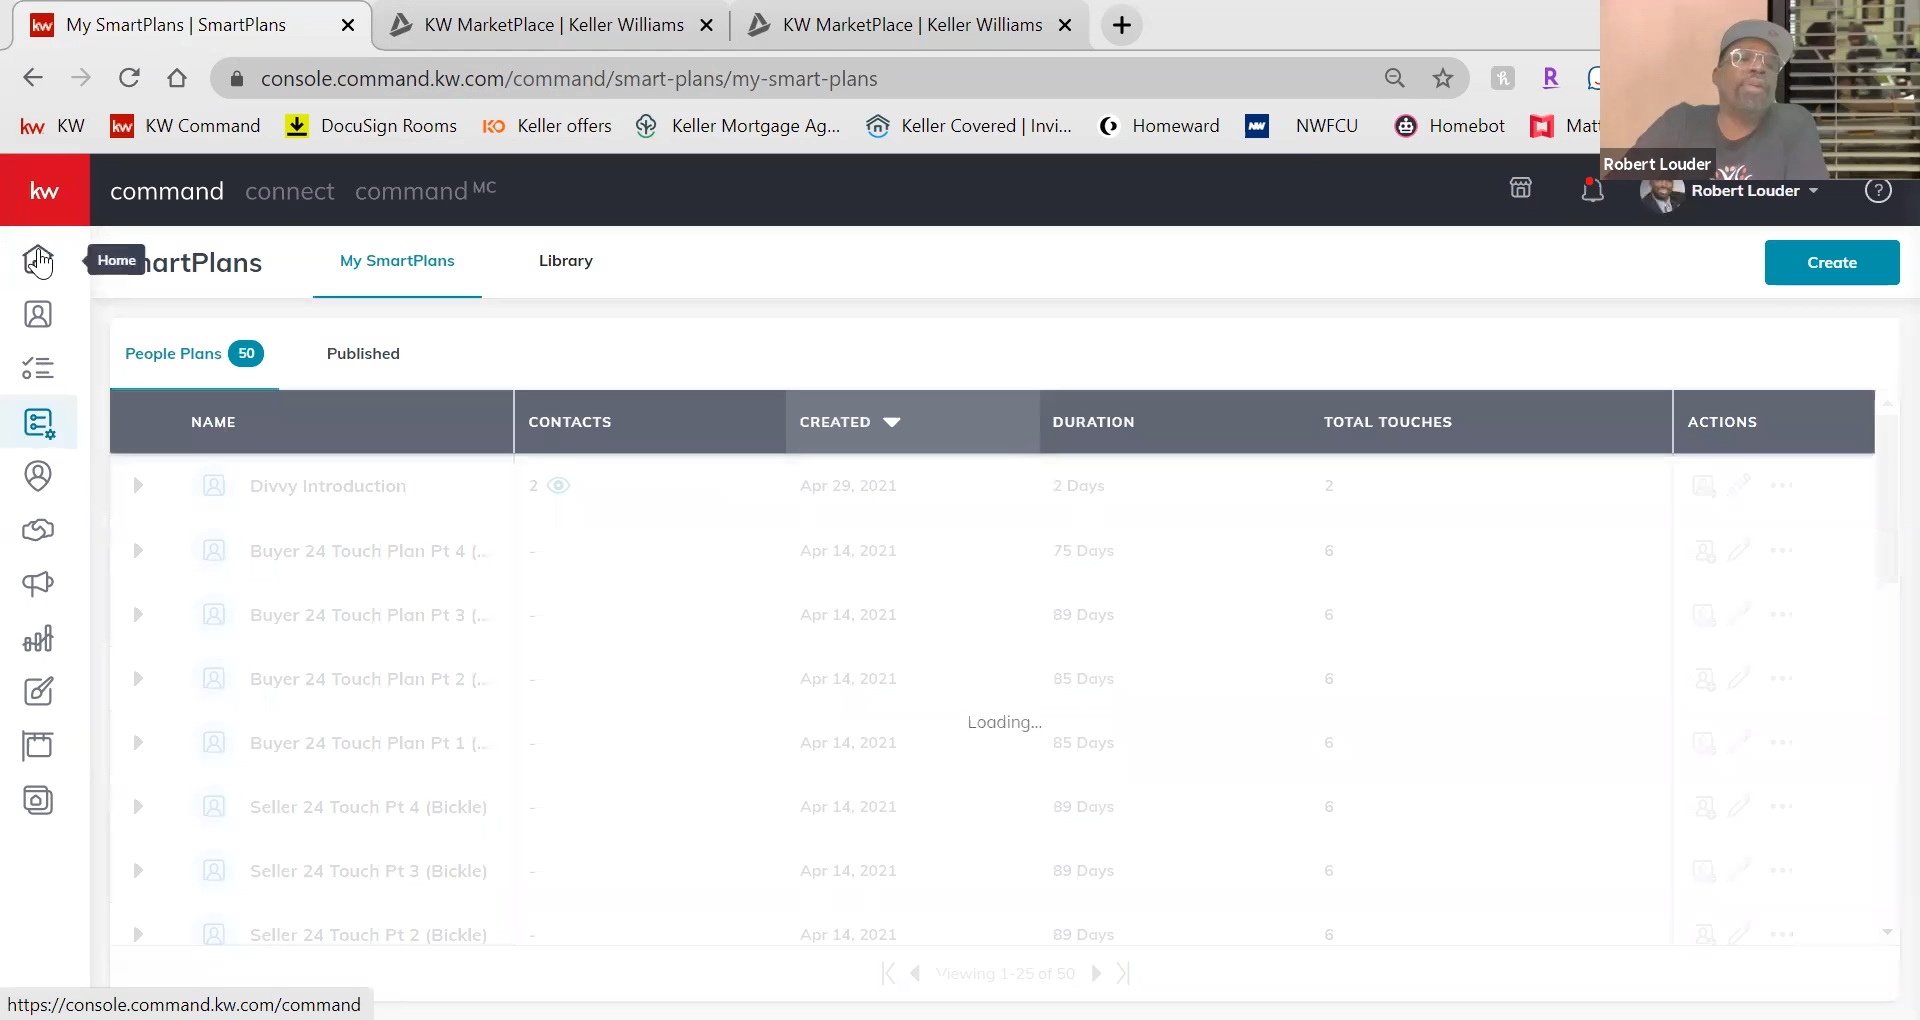 My SmartPlans | SmartPlans
KW MarketPlace | Keller Williams
KW MarketPlace | Keller Williams
console.command.kw.com/command/smart-plans/my-smart-plans
kw KW
kw KW Command
DocuSign Rooms
KO Keller offers
Keller Mortgage Ag...
Keller Covered | Invi...
Homeward
NW NWFCU
Homebot
Robert Louder
kw
command connect command MC
Robert Louder
Home
martPlans
My SmartPlans
Library
Create
People Plans 50
Published
NAME CONTACTS CREATED DURATION TOTAL TOUCHES ACTIONS
Divvy Introduction 2 Apr 29, 2021 2 Days 2
Buyer 24 Touch Plan Pt 4 (... - Apr 14, 2021 75 Days 6
Buyer 24 Touch Plan Pt 3 (... - Apr 14, 2021 89 Days 6
Buyer 24 Touch Plan Pt 2 (... - Apr 14, 2021 85 Days 6
Loading...
Buyer 24 Touch Plan Pt 1 (... - Apr 14, 2021 85 Days 6
Seller 24 Touch Pt 4 (Bickle) - Apr 14, 2021 89 Days 6
Seller 24 Touch Pt 3 (Bickle) - Apr 14, 2021 89 Days 6
Seller 24 Touch Pt 2 (Bickle) - Apr 14, 2021 89 Days 6
Viewing 1-25 of 50
https://console.command.kw.com/command